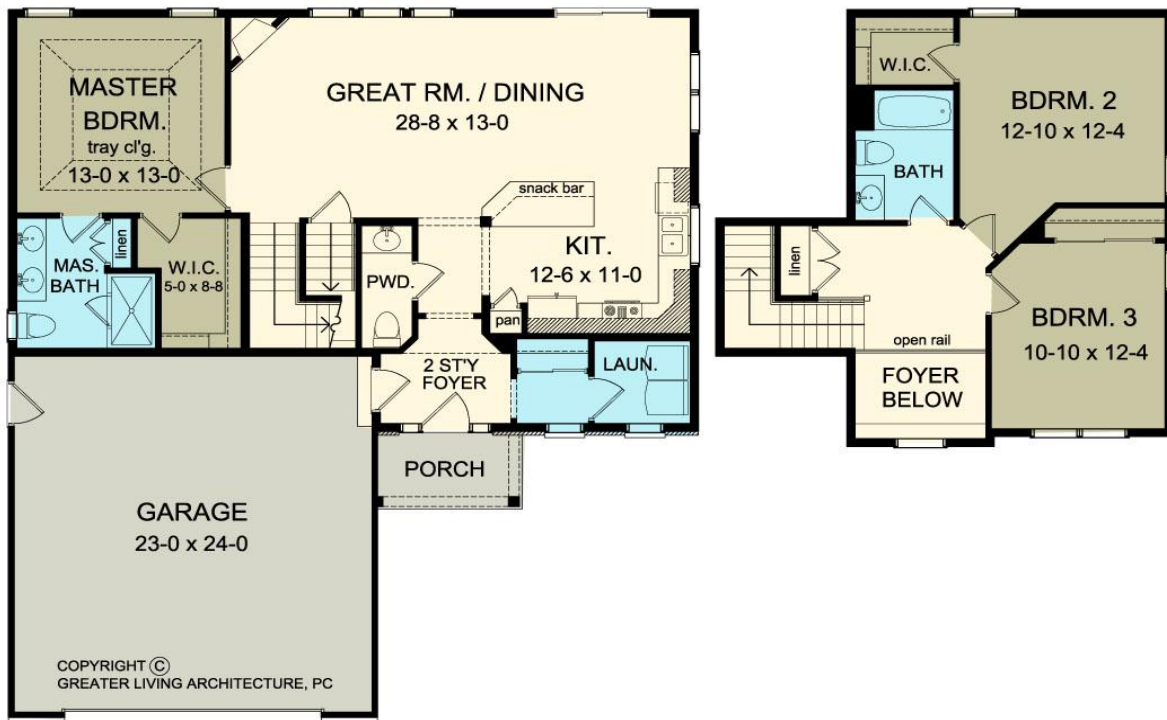 MASTER
BDRM.
tray cl'g.
13-0 x 13-0
GREAT RM. / DINING
28-8 x 13-0
snack bar
KIT.
12-6 x 11-0
pan
PWD.
linen
MAS.
BATH
W.I.C.
5-0 x 8-8
2 ST'Y
FOYER
LAUN.
PORCH
GARAGE
23-0 x 24-0
COPYRIGHT ©
GREATER LIVING ARCHITECTURE, PC
W.I.C.
BDRM. 2
12-10 x 12-4
BATH
linen
BDRM. 3
10-10 x 12-4
open rail
FOYER
BELOW